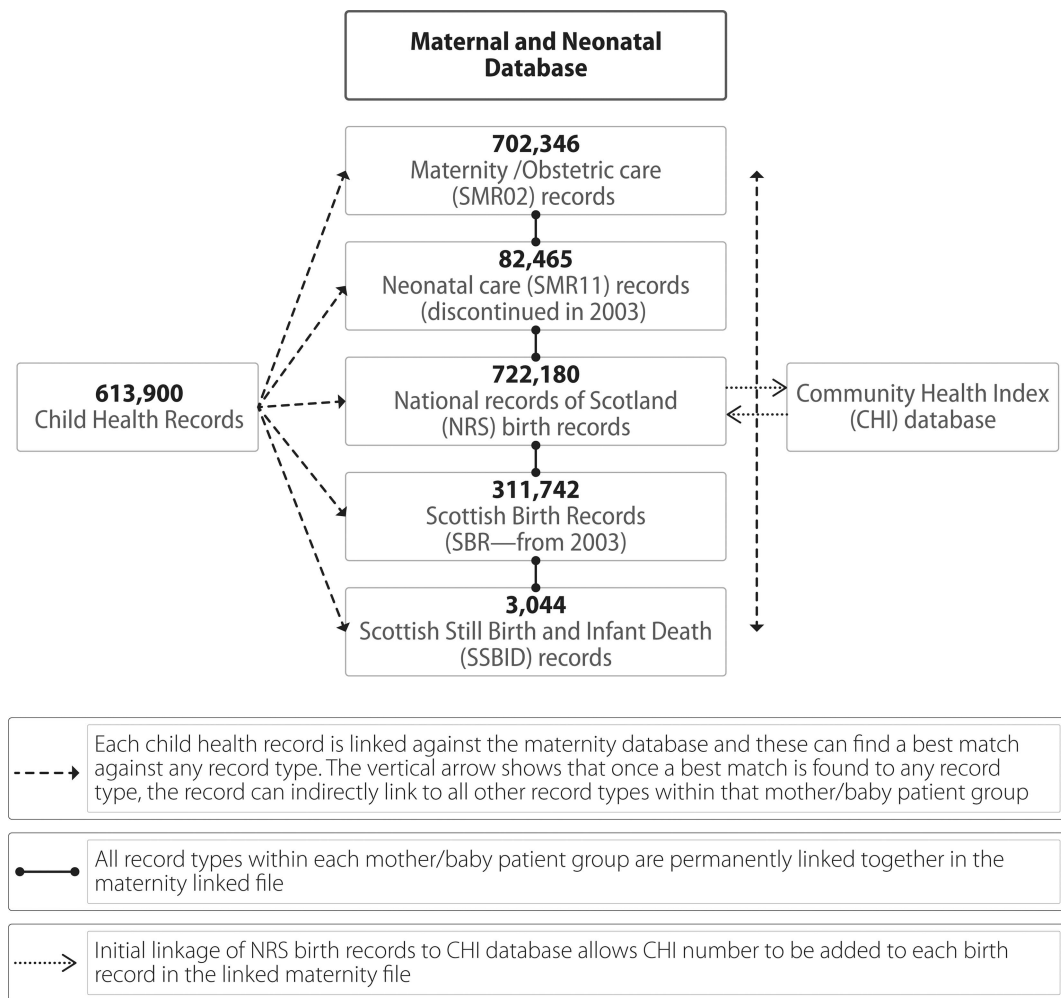 Maternal and Neonatal
Database
702,346
Maternity /Obstetric care
(SMR02) records
82,465
Neonatal care (SMR11) records
(discontinued in 2003)
613,900
Child Health Records
722,180
National records of Scotland
(NRS) birth records
Community Health Index
(CHI) database
311,742
Scottish Birth Records
(SBR—from 2003)
3,044
Scottish Still Birth and Infant Death
(SSBID) records
Each child health record is linked against the maternity database and these can find a best match
against any record type. The vertical arrow shows that once a best match is found to any record
type, the record can indirectly link to all other record types within that mother/baby patient group
All record types within each mother/baby patient group are permanently linked together in the
maternity linked file
Initial linkage of NRS birth records to CHI database allows CHI number to be added to each birth
record in the linked maternity file